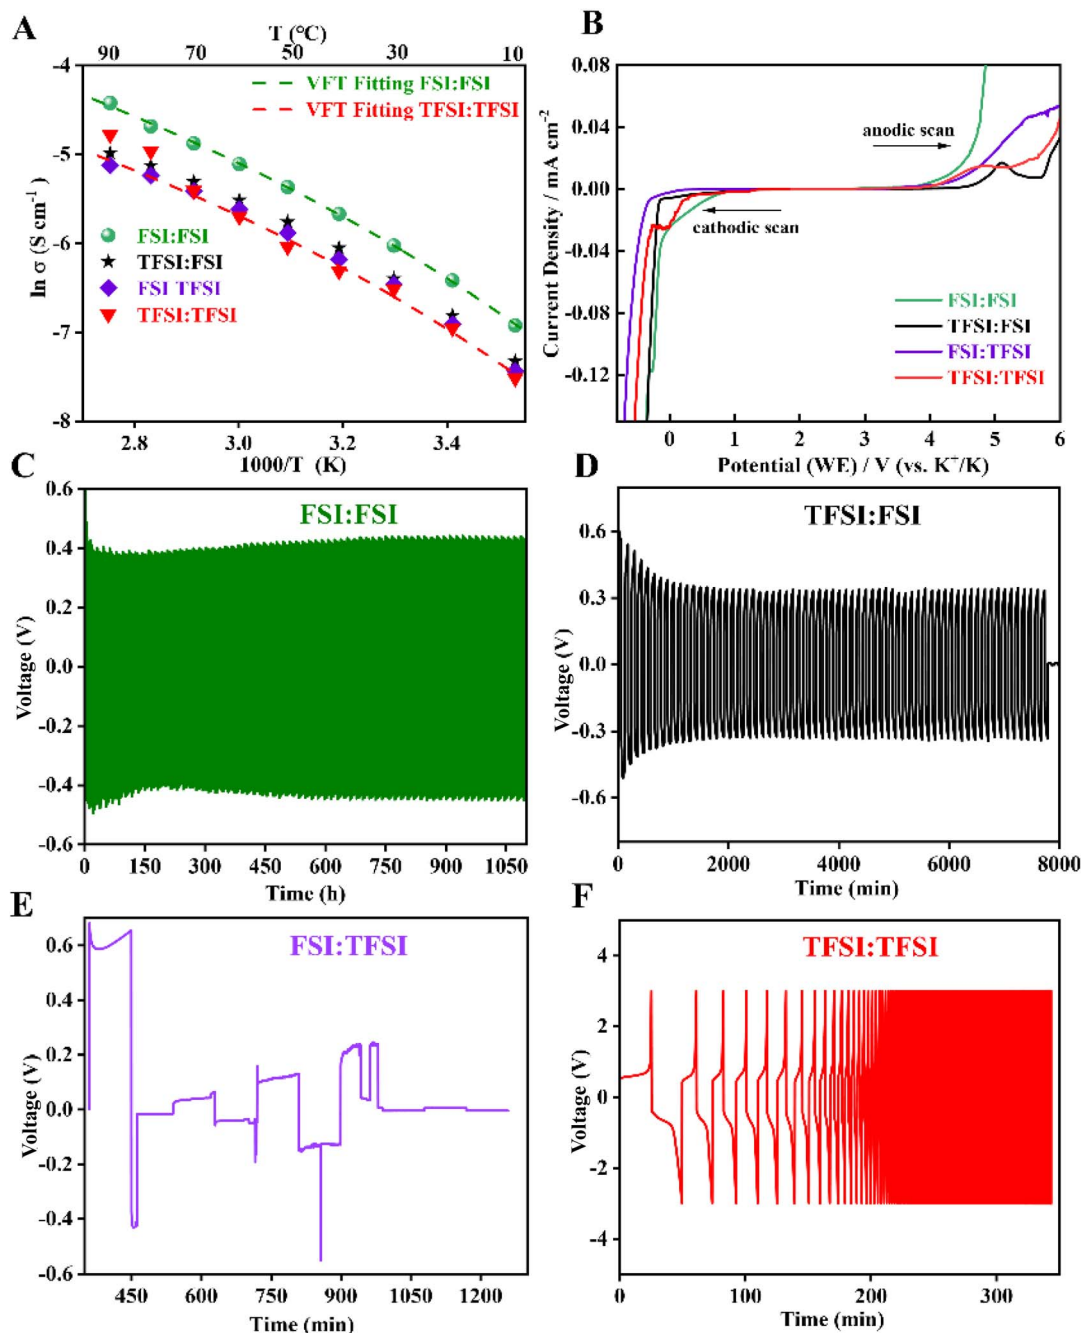 A
T (°C)
90 70 50 30 10
-4
-5
-6
-7
-8
ln σ (S cm⁻¹)
VFT Fitting FSI:FSI
VFT Fitting TFSI:TFSI
FSI:FSI
TFSI:FSI
FSI TFSI
TFSI:TFSI
2.8 3.0 3.2 3.4
1000/T (K)
B
0.08
0.04
0.00
-0.04
-0.08
-0.12
Current Density / mA cm⁻²
anodic scan
cathodic scan
FSI:FSI
TFSI:FSI
FSI:TFSI
TFSI:TFSI
0 1 2 3 4 5 6
Potential (WE) / V (vs. K⁺/K)
C
FSI:FSI
0.6
0.4
0.2
0.0
-0.2
-0.4
-0.6
Voltage (V)
0 150 300 450 600 750 900 1100
Time (h)
D
TFSI:FSI
0.6
0.3
0.0
-0.3
-0.6
Voltage (V)
0 2000 4000 6000 8000
Time (min)
E
FSI:TFSI
0.6
0.4
0.2
0.0
-0.2
-0.4
-0.6
Voltage (V)
450 600 750 900 1050 1200
Time (min)
F
TFSI:TFSI
4
2
0
-2
-4
Voltage (V)
0 100 200 300
Time (min)